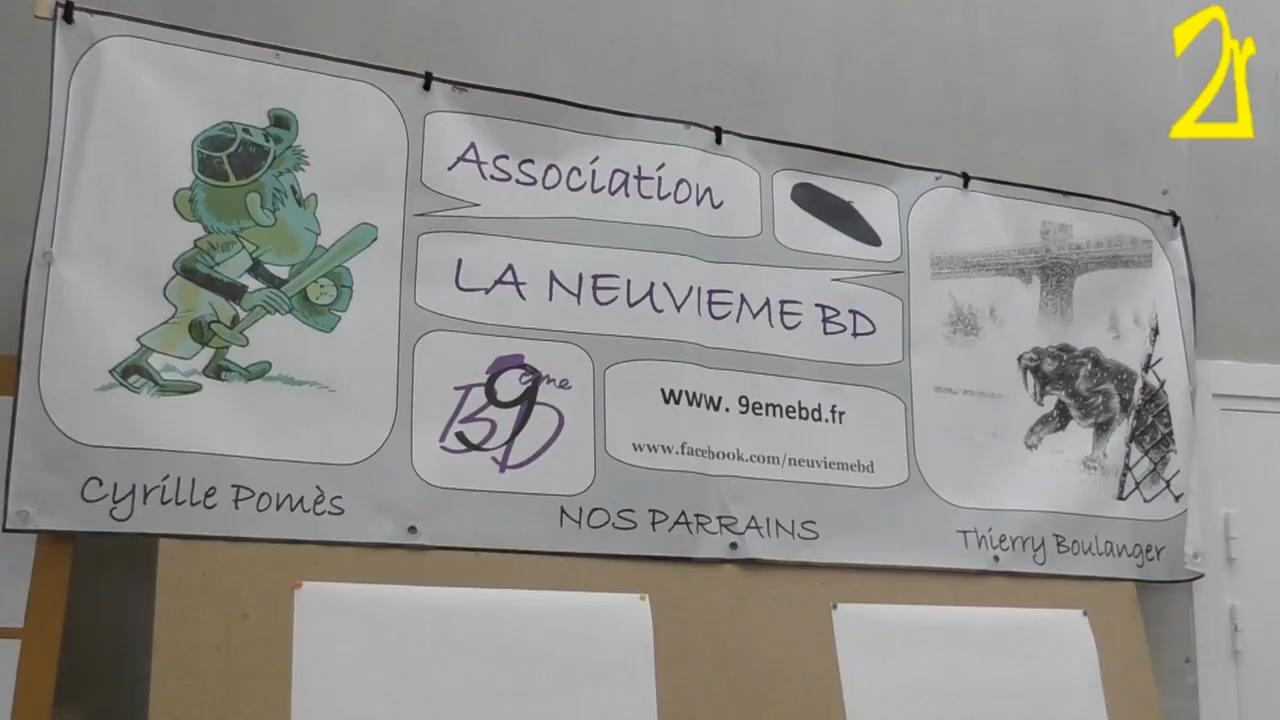 2r
Association
LA NEUVIEME BD
9ème
BD
www. 9emebd.fr
www.facebook.com/neuviemebd
Cyrille Pomès
NOS PARRAINS
Thierry Boulanger